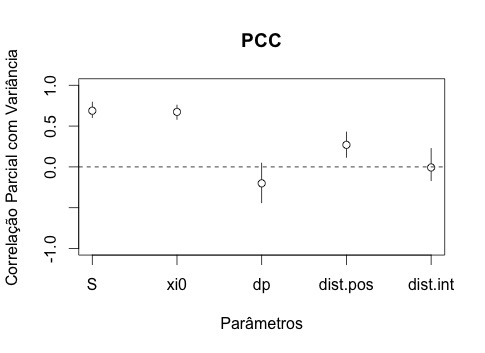 PCC
Correlação Parcial com Variância
1.0
0.5
0.0
-1.0
S xi0 dp dist.pos dist.int
Parâmetros